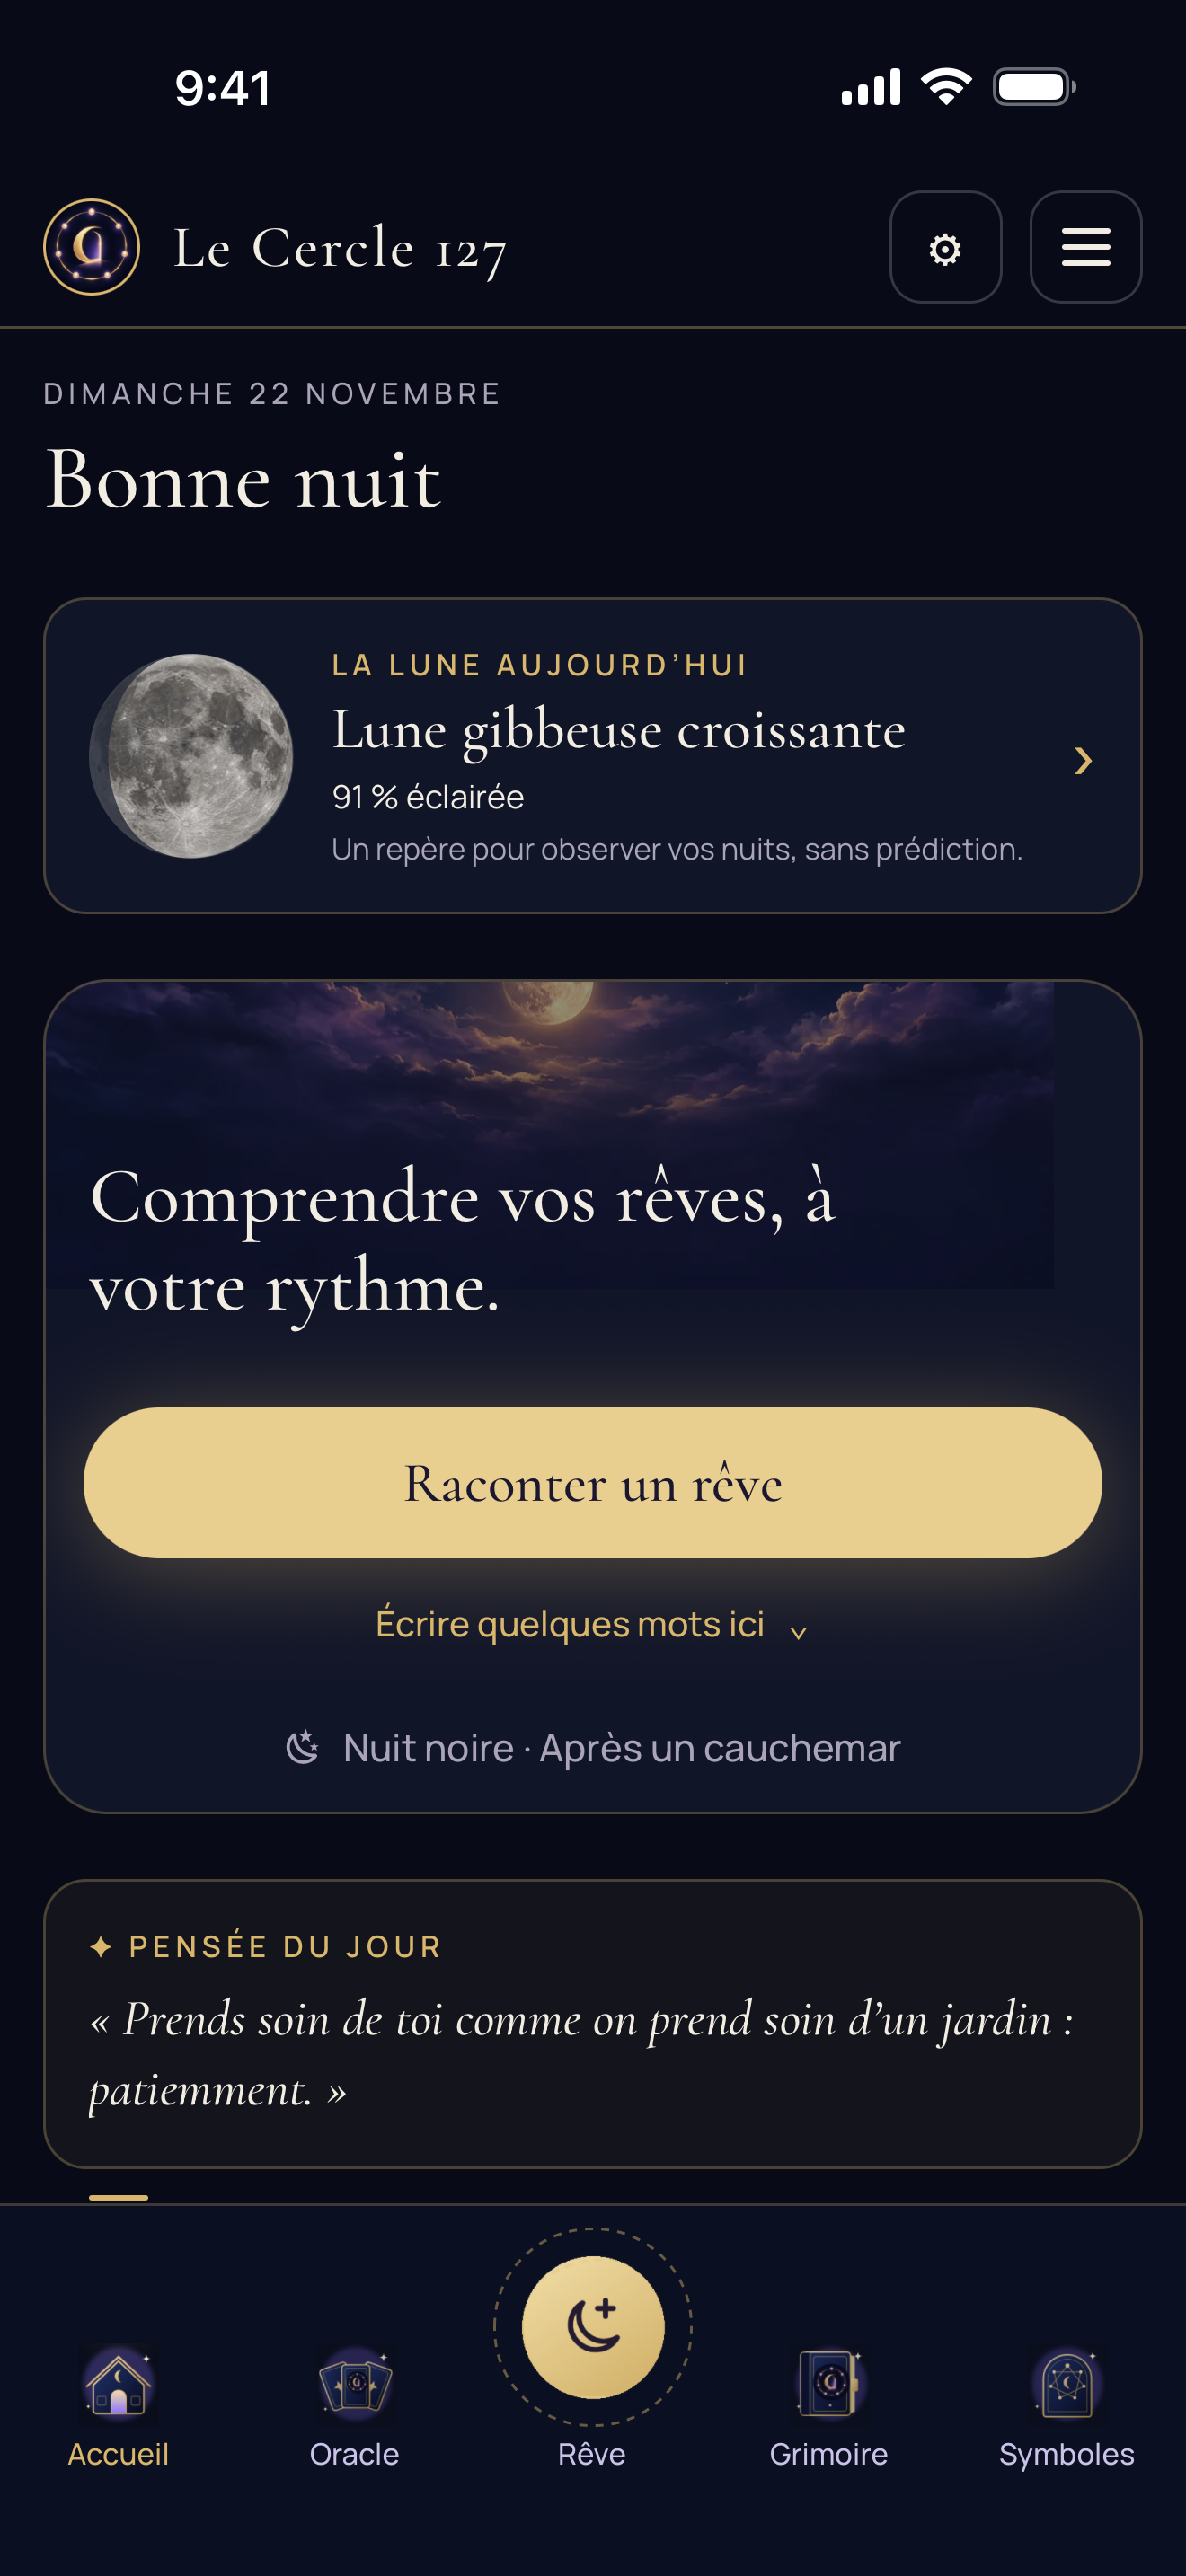 9:41
Le Cercle 127
DIMANCHE 22 NOVEMBRE
Bonne nuit
LA LUNE AUJOURD’HUI
Lune gibbeuse croissante
91 % éclairée
Un repère pour observer vos nuits, sans prédiction.
Comprendre vos rêves, à
votre rythme.
Raconter un rêve
Écrire quelques mots ici
Nuit noire · Après un cauchemar
PENSÉE DU JOUR
« Prends soin de toi comme on prend soin d’un jardin :
patiemment. »
Accueil
Oracle
Rêve
Grimoire
Symboles